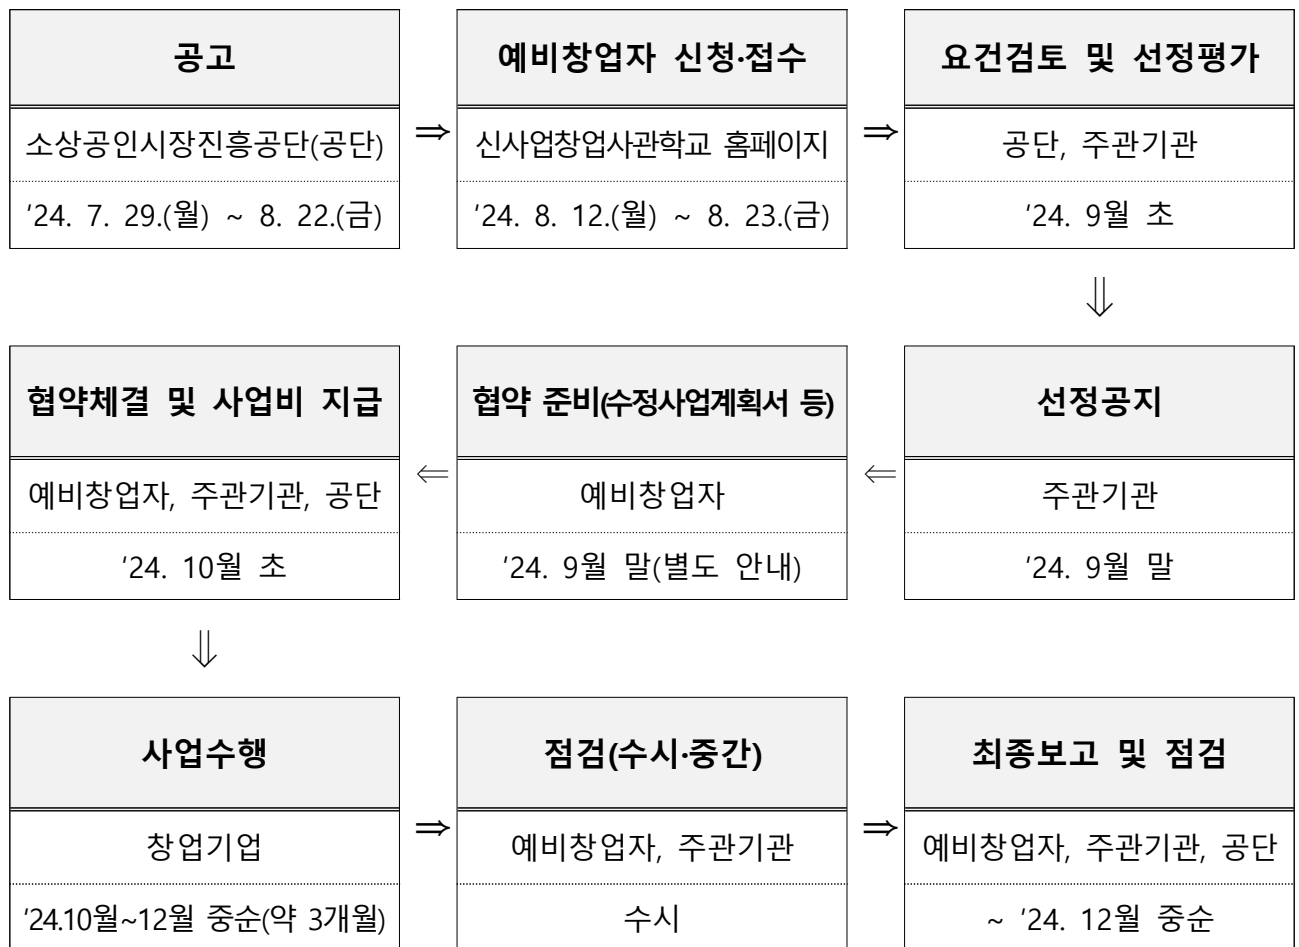 공고
소상공인시장진흥공단(공단)
'24. 7. 29.(월) ~ 8. 22.(금)
⇒
예비창업자 신청·접수
신사업창업사관학교 홈페이지
'24. 8. 12.(월) ~ 8. 23.(금)
⇒
요건검토 및 선정평가
공단, 주관기관
'24. 9월 초
⇓
선정공지
주관기관
'24. 9월 말
⇐
협약 준비(수정사업계획서 등)
예비창업자
'24. 9월 말(별도 안내)
⇐
협약체결 및 사업비 지급
예비창업자, 주관기관, 공단
'24. 10월 초
⇓
사업수행
창업기업
'24.10월~12월 중순(약 3개월)
⇒
점검(수시·중간)
예비창업자, 주관기관
수시
⇒
최종보고 및 점검
예비창업자, 주관기관, 공단
~ '24. 12월 중순